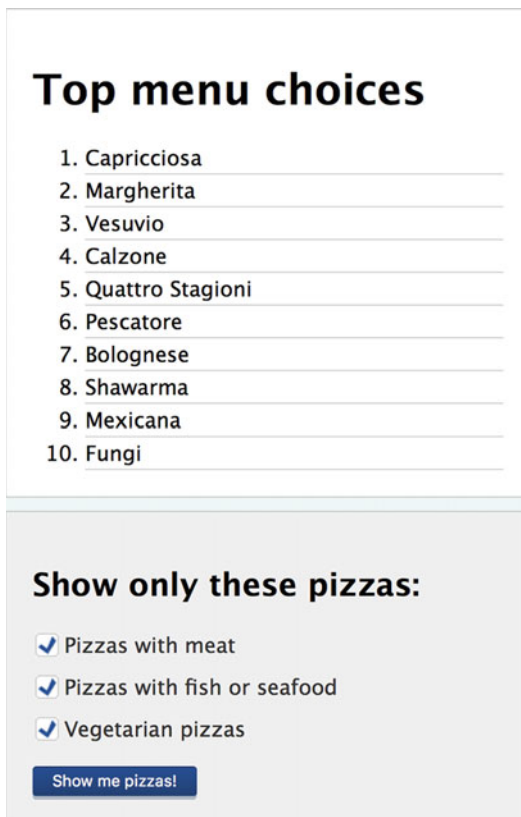 Top menu choices
1. Capricciosa
2. Margherita
3. Vesuvio
4. Calzone
5. Quattro Stagioni
6. Pescatore
7. Bolognese
8. Shawarma
9. Mexicana
10. Fungi
Show only these pizzas:
Pizzas with meat
Pizzas with fish or seafood
Vegetarian pizzas
Show me pizzas!